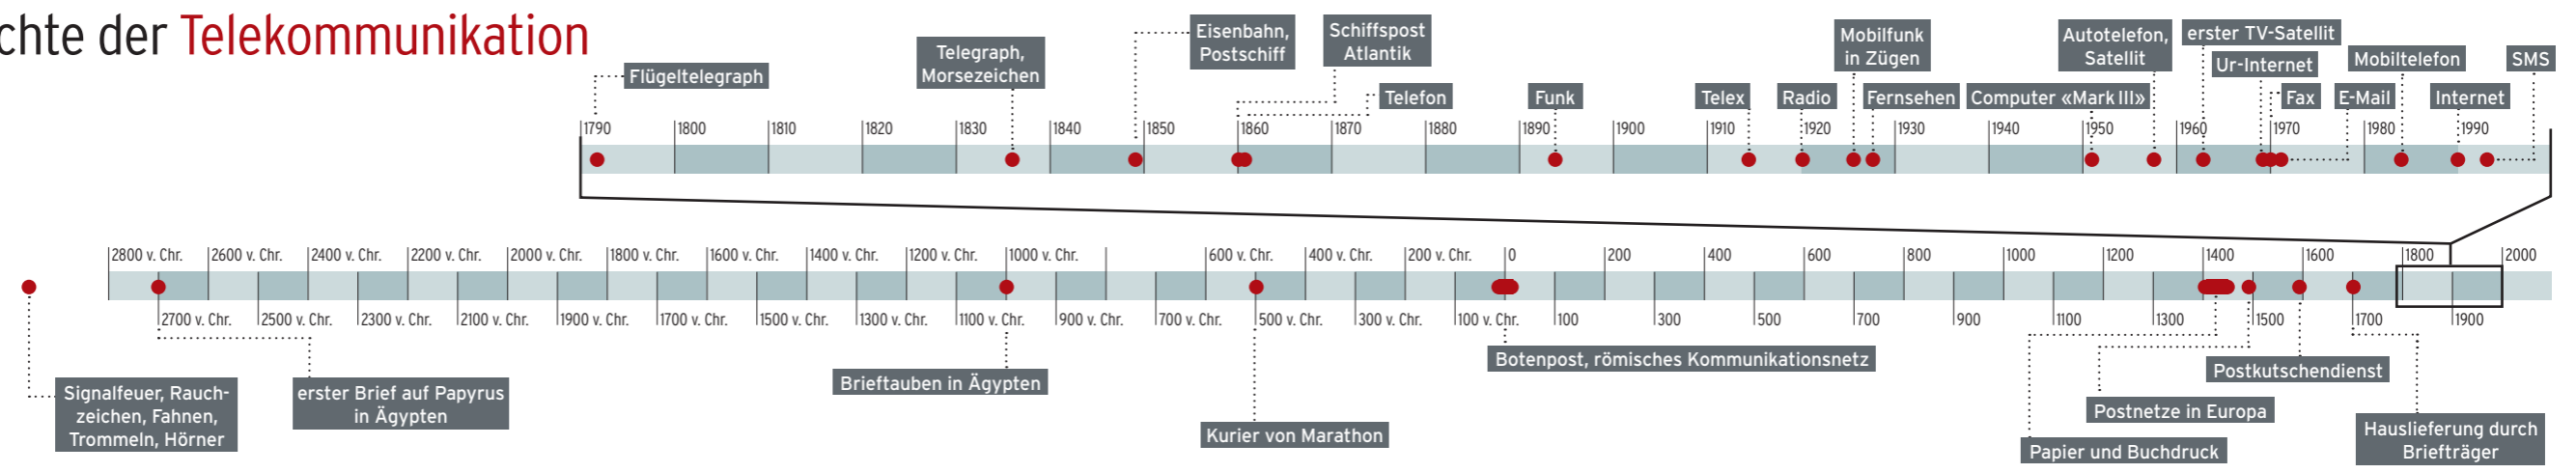 chte der Telekommunikation
Flügeltelegraph
Telegraph,
Morsezeichen
Eisenbahn,
Postschiff
Schiffspost
Atlantik
Telefon
Funk
Telex
Radio
Mobilfunk
in Zügen
Fernsehen
Computer «Mark III»
Autotelefon,
Satellit
erster TV-Satellit
Ur-Internet
Fax
E-Mail
Mobiltelefon
Internet
SMS
1790 1800 1810 1820 1830 1840 1850 1860 1870 1880 1890 1900 1910 1920 1930 1940 1950 1960 1970 1980 1990
2800 v. Chr. 2600 v. Chr. 2400 v. Chr. 2200 v. Chr. 2000 v. Chr. 1800 v. Chr. 1600 v. Chr. 1400 v. Chr. 1200 v. Chr. 1000 v. Chr. 600 v. Chr. 400 v. Chr. 200 v. Chr. 0 200 400 600 800 1000 1200 1400 1600 1800 2000
2700 v. Chr. 2500 v. Chr. 2300 v. Chr. 2100 v. Chr. 1900 v. Chr. 1700 v. Chr. 1500 v. Chr. 1300 v. Chr. 1100 v. Chr. 900 v. Chr. 700 v. Chr. 500 v. Chr. 300 v. Chr. 100 v. Chr. 100 300 500 700 900 1100 1300 1500 1700 1900
Signalfeuer, Rauch-
zeichen, Fahnen,
Trommeln, Hörner
erster Brief auf Papyrus
in Ägypten
Brieftauben in Ägypten
Kurier von Marathon
Botenpost, römisches Kommunikationsnetz
Papier und Buchdruck
Postnetze in Europa
Postkutschendienst
Hauslieferung durch
Briefträger